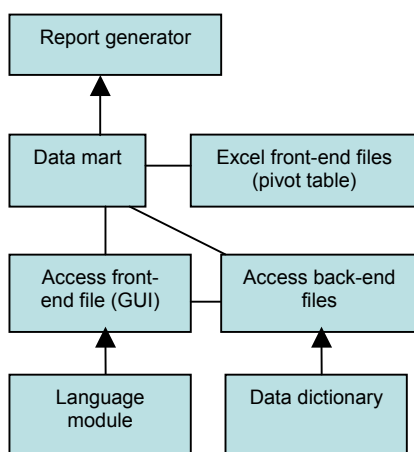 Report generator
Data mart
Excel front-end files
(pivot table)
Access front-
end file (GUI)
Access back-end
files
Language
module
Data dictionary